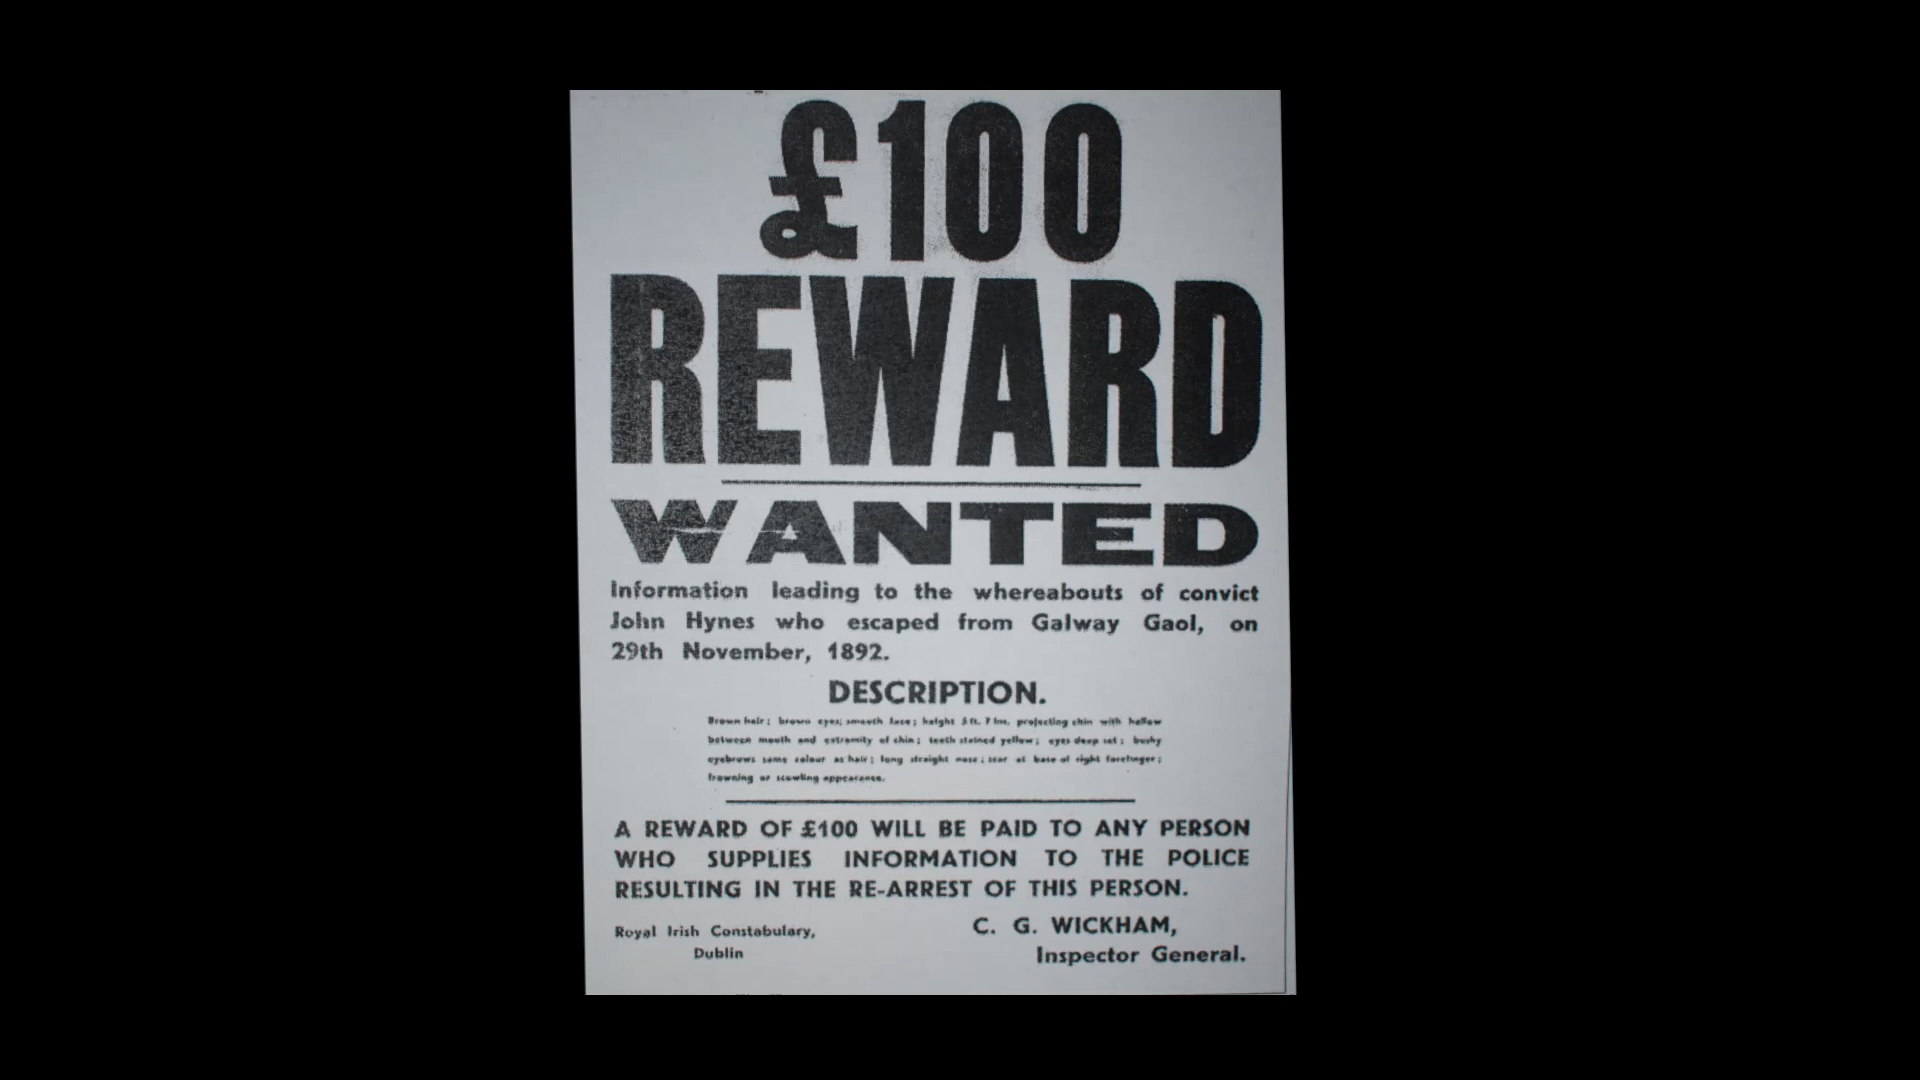 £100
REWARD
WANTED
Information leading to the whereabouts of convict
John Hynes who escaped from Galway Gaol, on
29th November, 1892.
DESCRIPTION.
Brown hair; brown eyes; smooth face; height 5 ft. 7 ins. projecting chin with hollow
between mouth and extremity of chin; teeth stained yellow; eyes deep set; bushy
eyebrows same colour as hair; long straight nose; scar at base of right forefinger;
frowning or scowling appearance.
A REWARD OF £100 WILL BE PAID TO ANY PERSON
WHO SUPPLIES INFORMATION TO THE POLICE
RESULTING IN THE RE-ARREST OF THIS PERSON.
C. G. WICKHAM,
Royal Irish Constabulary,
Dublin
Inspector General.